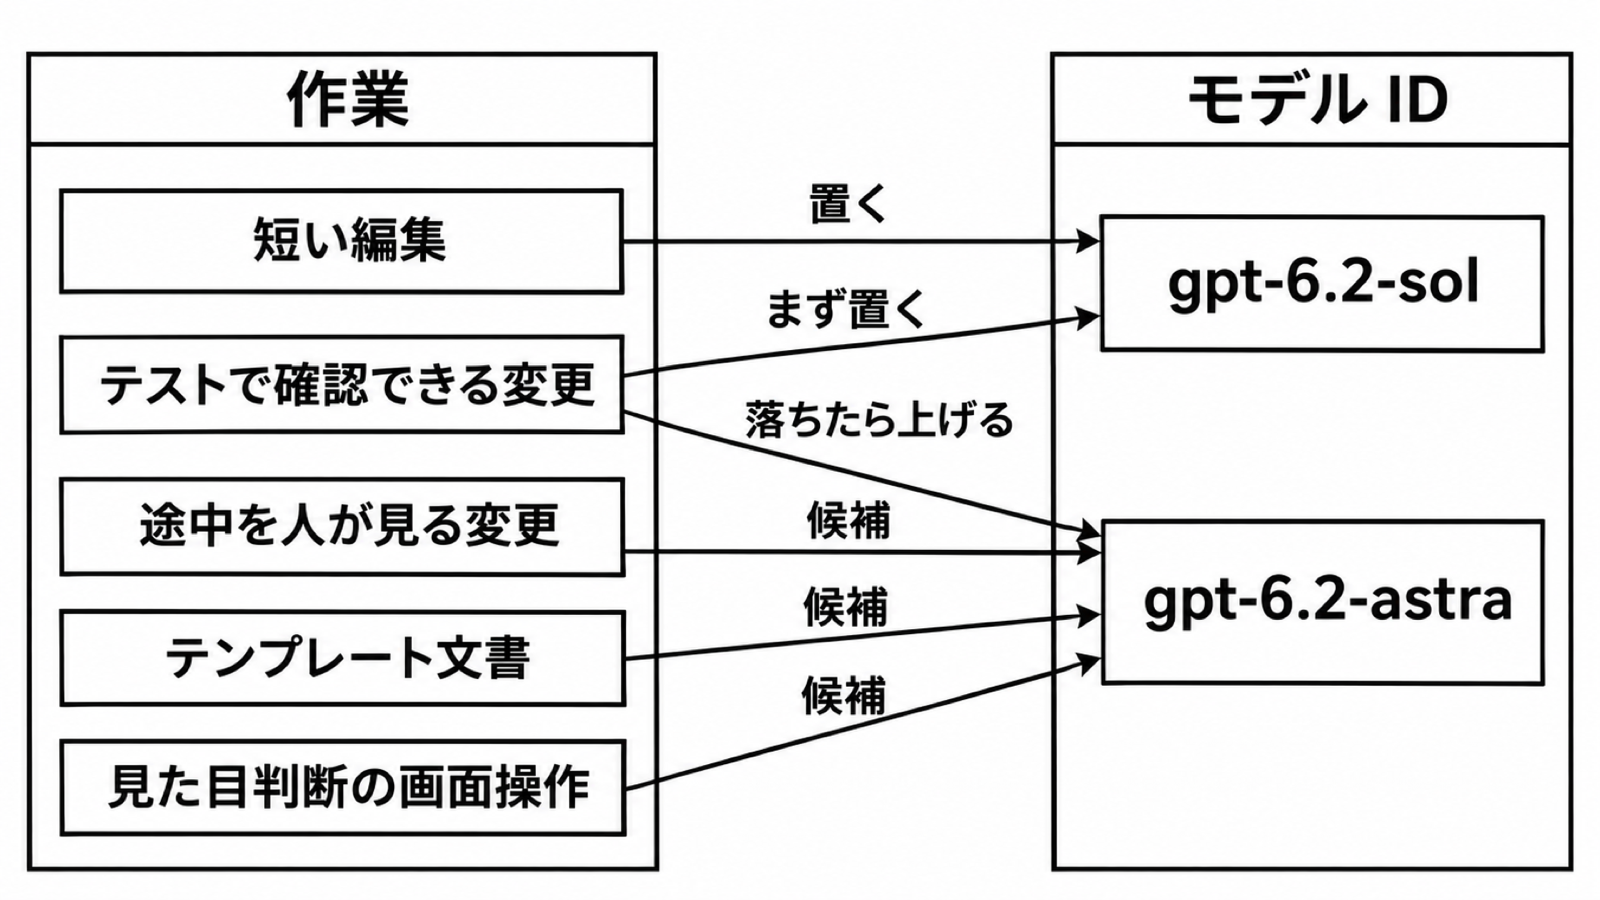 作業
短い編集
テストで確認できる変更
途中を人が見る変更
テンプレート文書
見た目判断の画面操作
置く
まず置く
落ちたら上げる
候補
候補
候補
モデル ID
gpt-6.2-sol
gpt-6.2-astra